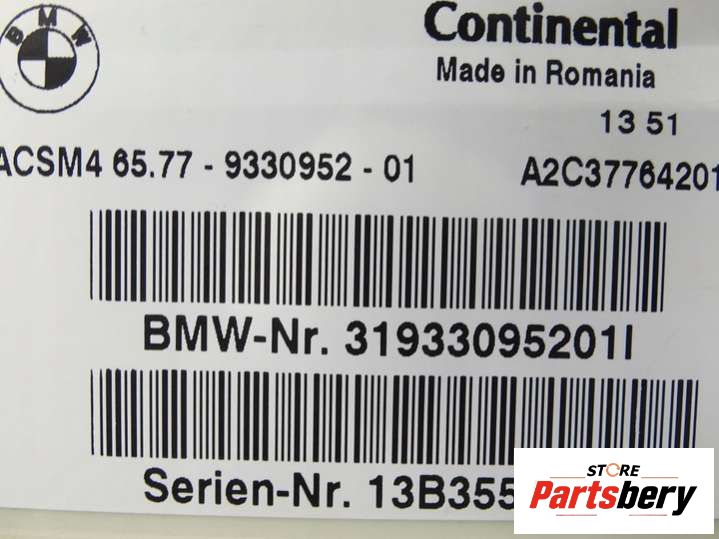 BMW
Continental
Made in Romania
13 51
ACSM4 65.77 - 9330952 - 01 A2C37764201
BMW-Nr. 31933095201I
Serien-Nr. 13B355
STORE
Partsbery